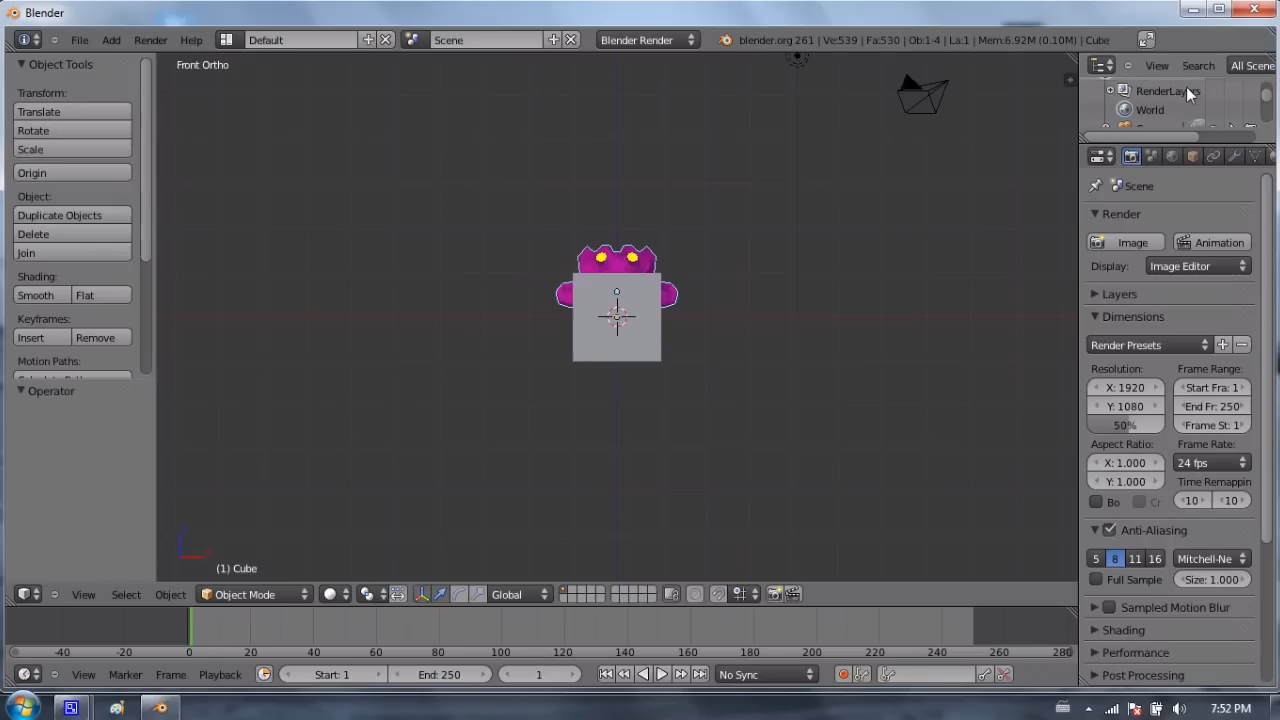 Blender
File Add Render Help Default Scene Blender Render blender.org 261 | Ve:539 | Fa:530 | Ob:1-4 | La:1 | Mem:6.92M (0.10M) | Cube
Object Tools
Transform:
Translate
Rotate
Scale
Origin
Object:
Duplicate Objects
Delete
Join
Shading:
Smooth Flat
Keyframes:
Insert Remove
Motion Paths:
Operator
Front Ortho
(1) Cube
View Search All Scene
RenderLayers
World
Scene
Render
Image Animation
Display: Image Editor
Layers
Dimensions
Render Presets
Resolution: Frame Range:
X: 1920 Start Fra: 1
Y: 1080 End Fr: 250
50% Frame St: 1
Aspect Ratio: Frame Rate:
X: 1.000 24 fps
Y: 1.000 Time Remappin
Bo Cr 10 10
Anti-Aliasing
5 8 11 16 Mitchell-Ne
Full Sample Size: 1.000
Sampled Motion Blur
Shading
Performance
Post Processing
View Select Object Object Mode Global
-40 -20 0 20 40 60 80 100 120 140 160 180 200 220 240 260 280
View Marker Frame Playback Start: 1 End: 250 1 No Sync
7:52 PM